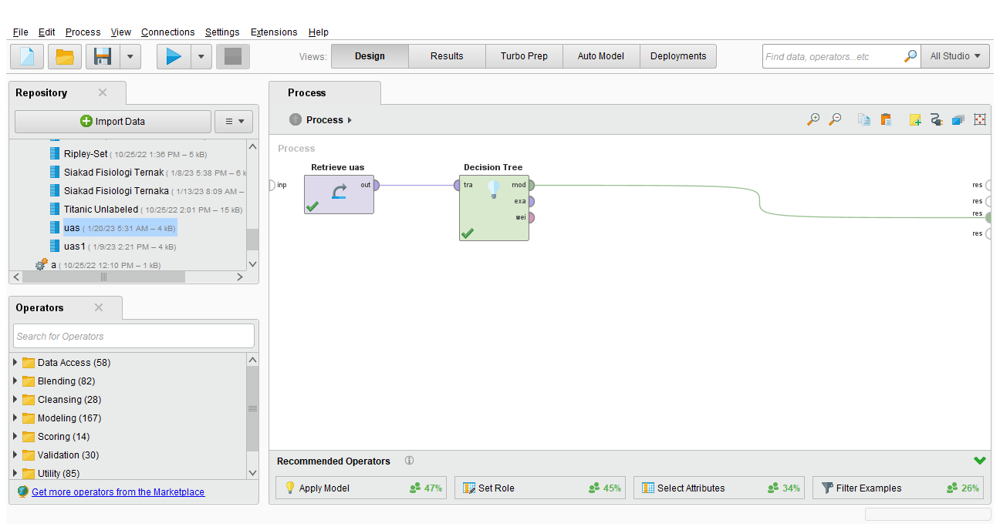 File Edit Process View Connections Settings Extensions Help
Views: Design Results Turbo Prep Auto Model Deployments
Find data, operators...etc All Studio
Repository
Import Data
Ripley-Set ( 10/25/22 1:36 PM – 5 kB)
Siakad Fisiologi Ternak ( 1/8/23 5:38 PM – 6 k
Siakad Fisiologi Ternaka ( 1/13/23 8:09 AM –
Titanic Unlabeled ( 10/25/22 2:01 PM – 15 kB)
uas ( 1/20/23 5:31 AM – 4 kB)
uas1 ( 1/9/23 2:21 PM – 4 kB)
a ( 10/25/22 12:10 PM – 1 kB)
Operators
Search for Operators
Data Access (58)
Blending (82)
Cleansing (28)
Modeling (167)
Scoring (14)
Validation (30)
Utility (85)
Get more operators from the Marketplace
Process
Process
Process
inp
Retrieve uas
out
Decision Tree
tra mod
exa
wei
res
res
res
res
Recommended Operators
Apply Model 47%
Set Role 45%
Select Attributes 34%
Filter Examples 26%